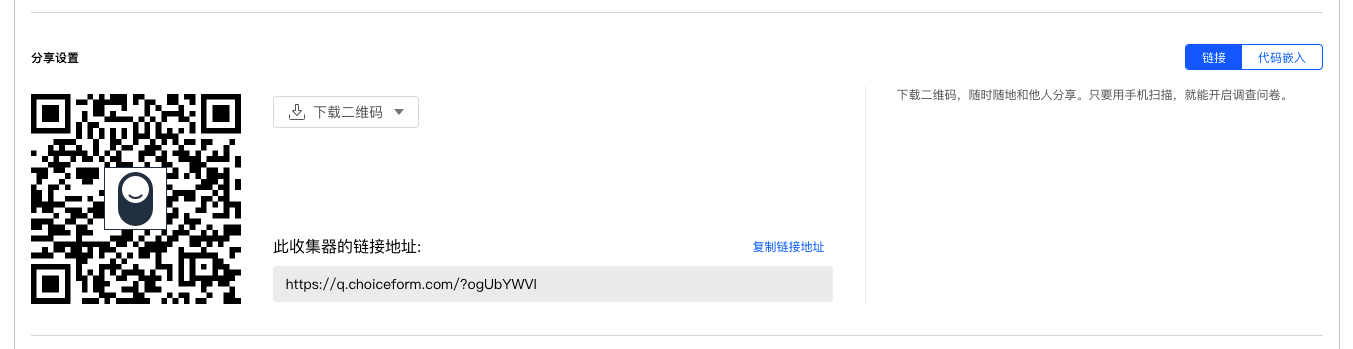 分享设置
链接
代码嵌入
下载二维码
下载二维码，随时随地和他人分享。只要用手机扫描，就能开启调查问卷。
此收集器的链接地址:
复制链接地址
https://q.choiceform.com/?ogUbYWVl